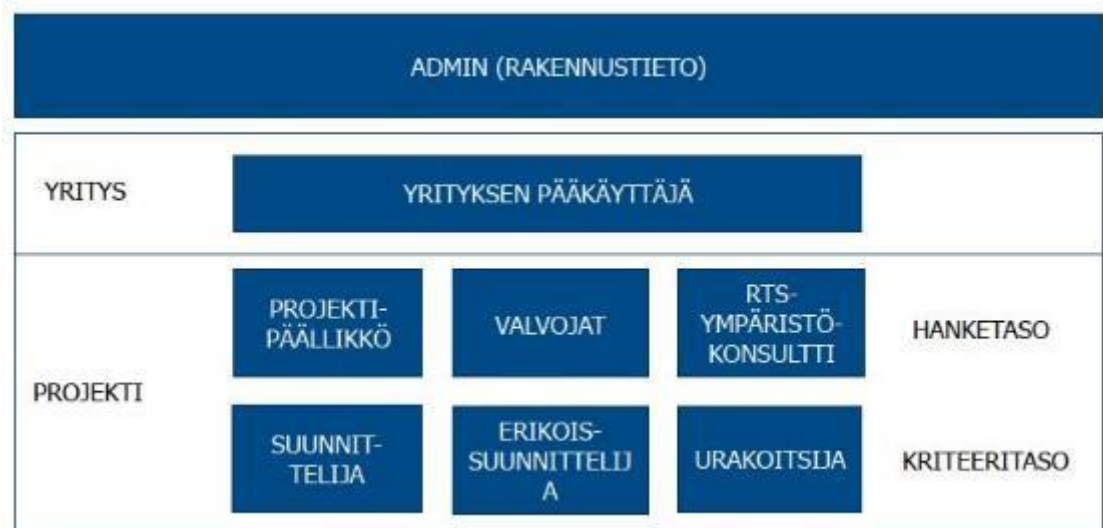 ADMIN (RAKENNUSTIETO)
YRITYS
YRITYKSEN PÄÄKÄYTTÄJÄ
PROJEKTI
PROJEKTI-
PÄÄLLIKKÖ
VALVOJAT
RTS-
YMPÄRISTÖ-
KONSULTTI
HANKETASO
SUUNNIT-
TELIJA
ERIKOIS-
SUUNNITTELIJ
A
URAKOITSIJA
KRITEERITASO